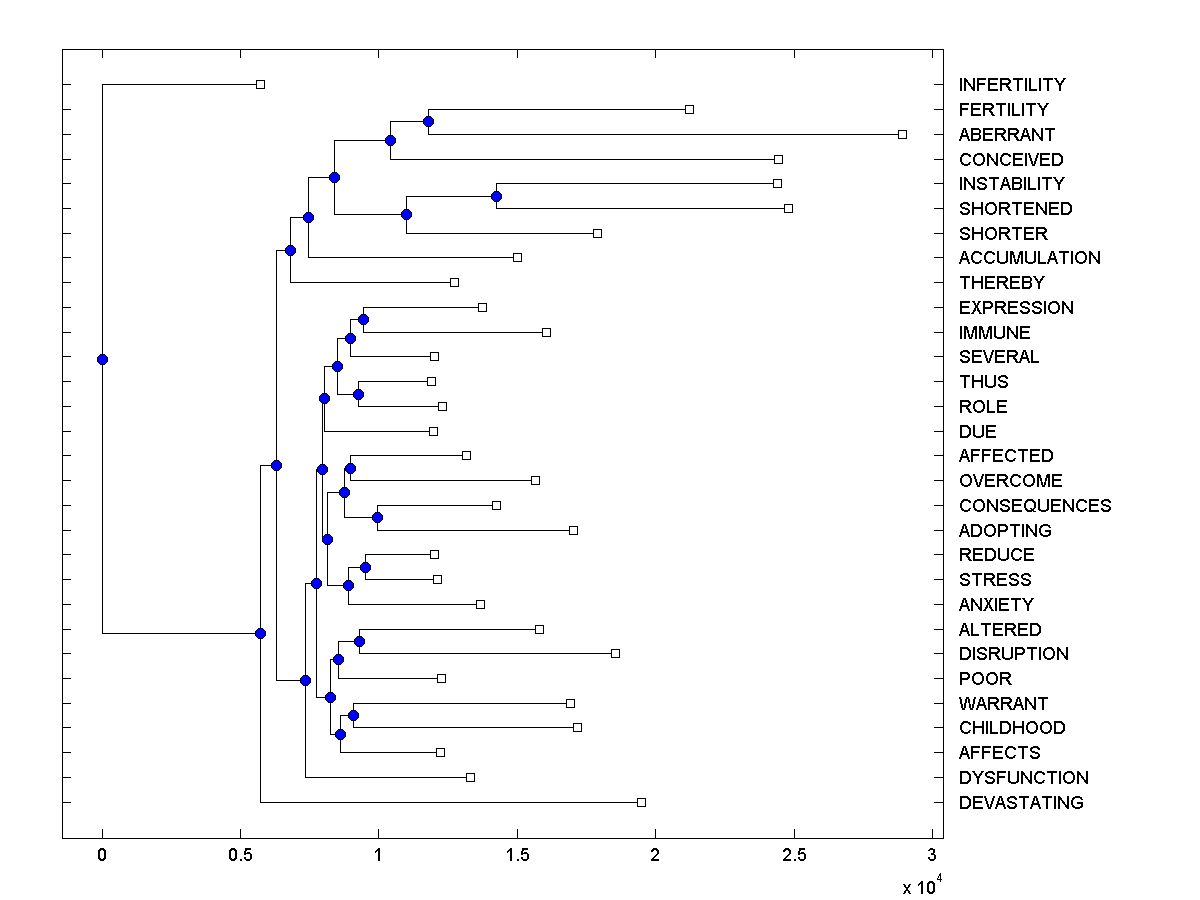 INFERTILITY
FERTILITY
ABERRANT
CONCEIVED
INSTABILITY
SHORTENED
SHORTER
ACCUMULATION
THEREBY
EXPRESSION
IMMUNE
SEVERAL
THUS
ROLE
DUE
AFFECTED
OVERCOME
CONSEQUENCES
ADOPTING
REDUCE
STRESS
ANXIETY
ALTERED
DISRUPTION
POOR
WARRANT
CHILDHOOD
AFFECTS
DYSFUNCTION
DEVASTATING
0 0.5 1 1.5 2 2.5 3
x 10^4